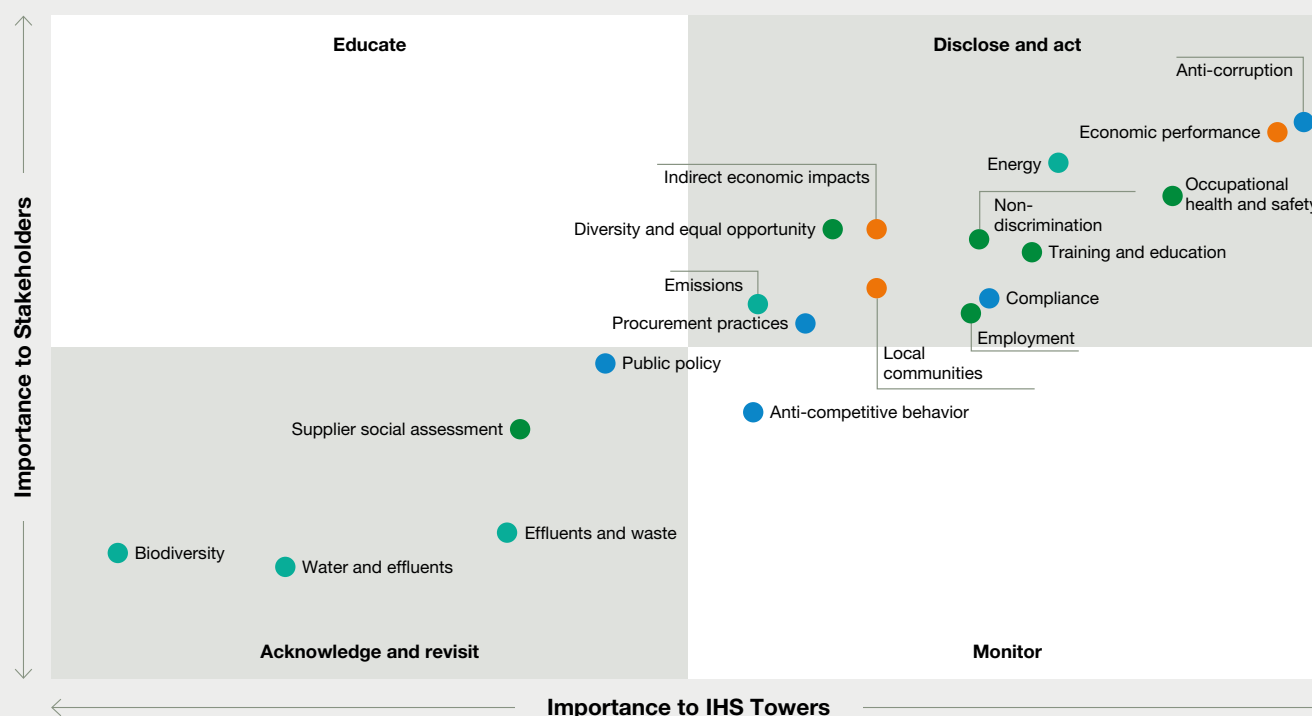 Educate
Disclose and act
Anti-corruption
Economic performance
Energy
Indirect economic impacts
Occupational
health and safety
Non-
discrimination
Diversity and equal opportunity
Training and education
Emissions
Compliance
Procurement practices
Employment
Local
communities
Public policy
Anti-competitive behavior
Supplier social assessment
Effluents and waste
Biodiversity
Water and effluents
Acknowledge and revisit
Monitor
Importance to Stakeholders
Importance to IHS Towers